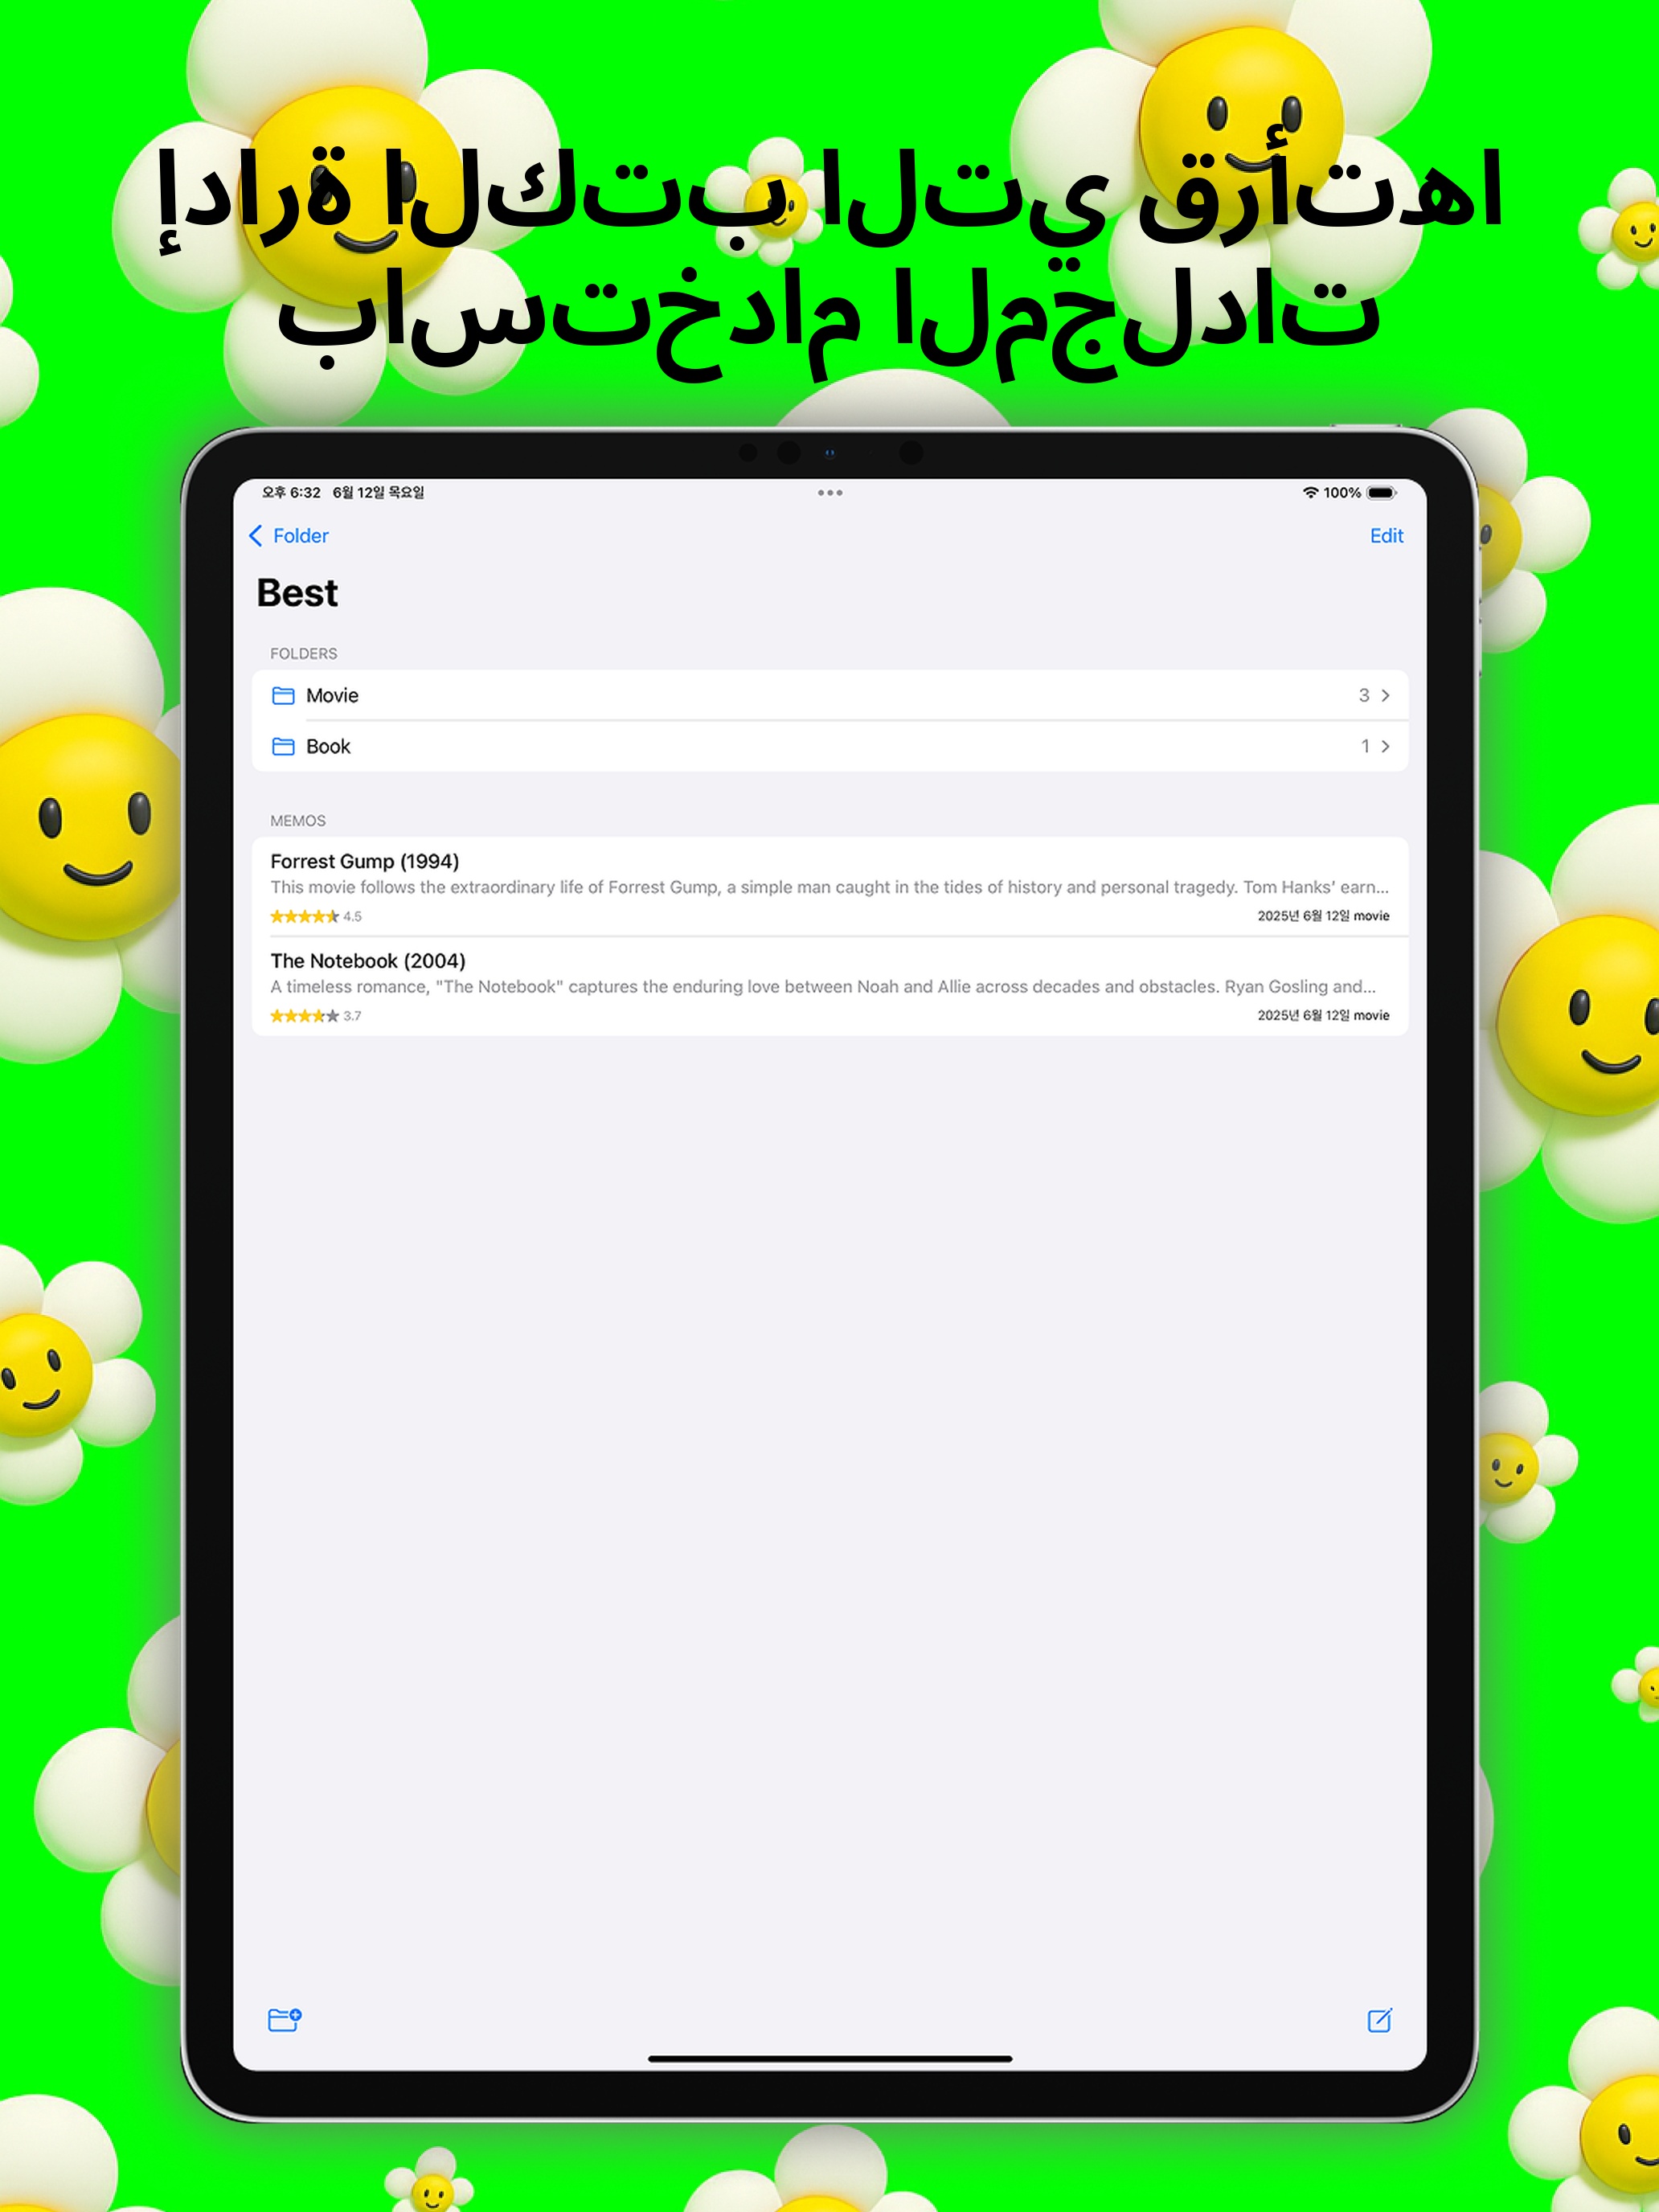 إدارة الكتب التي قرأتها
باستخدام المجلدات
오후 6:32 6월 12일 목요일
100%
Folder
Edit
Best
FOLDERS
Movie 3
Book 1
MEMOS
Forrest Gump (1994)
This movie follows the extraordinary life of Forrest Gump, a simple man caught in the tides of history and personal tragedy. Tom Hanks' earn...
4.5 2025년 6월 12일 movie
The Notebook (2004)
A timeless romance, "The Notebook" captures the enduring love between Noah and Allie across decades and obstacles. Ryan Gosling and...
3.7 2025년 6월 12일 movie